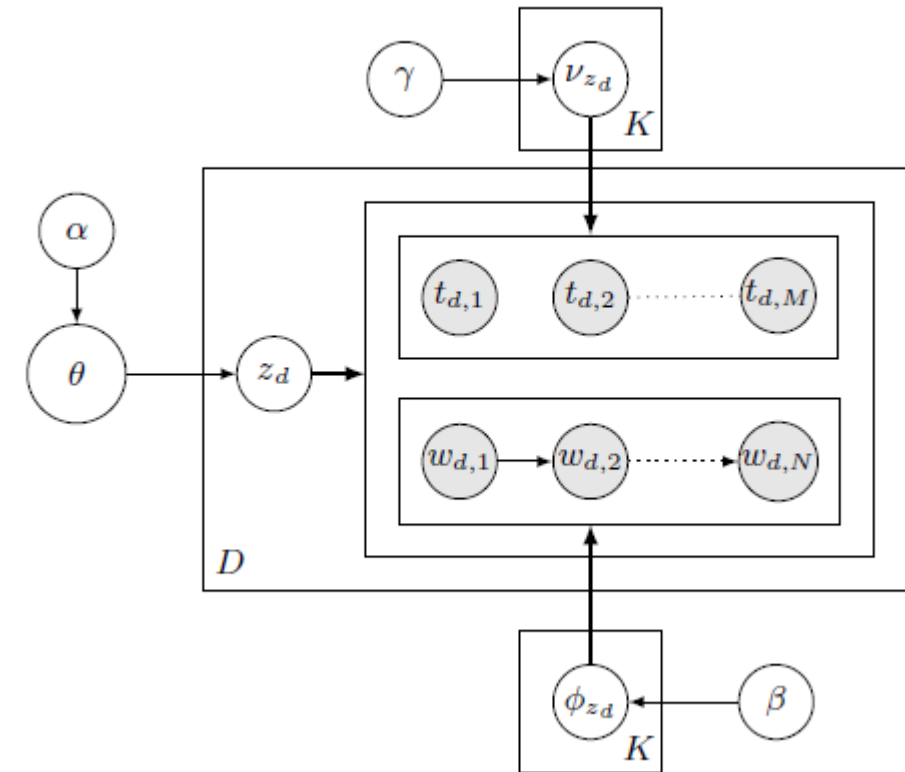 γ
ν_{z_d}
K
α
t_{d,1} t_{d,2} t_{d,M}
θ
z_d
w_{d,1} w_{d,2} w_{d,N}
D
ϕ_{z_d}
β
K